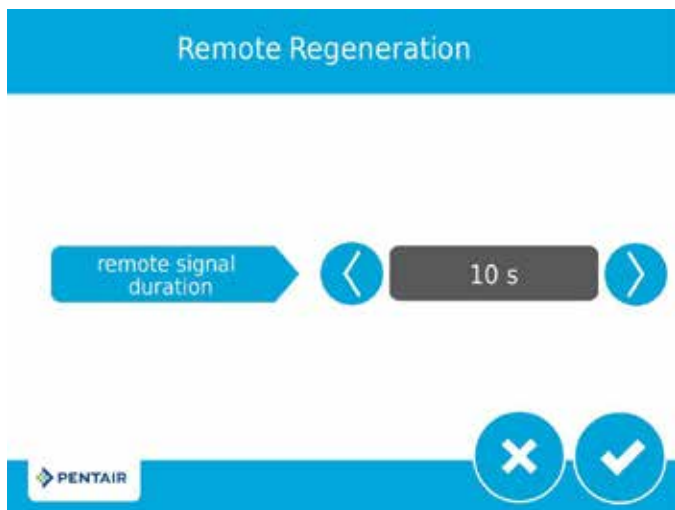 Remote Regeneration
remote signal
duration
10 s
PENTAIR